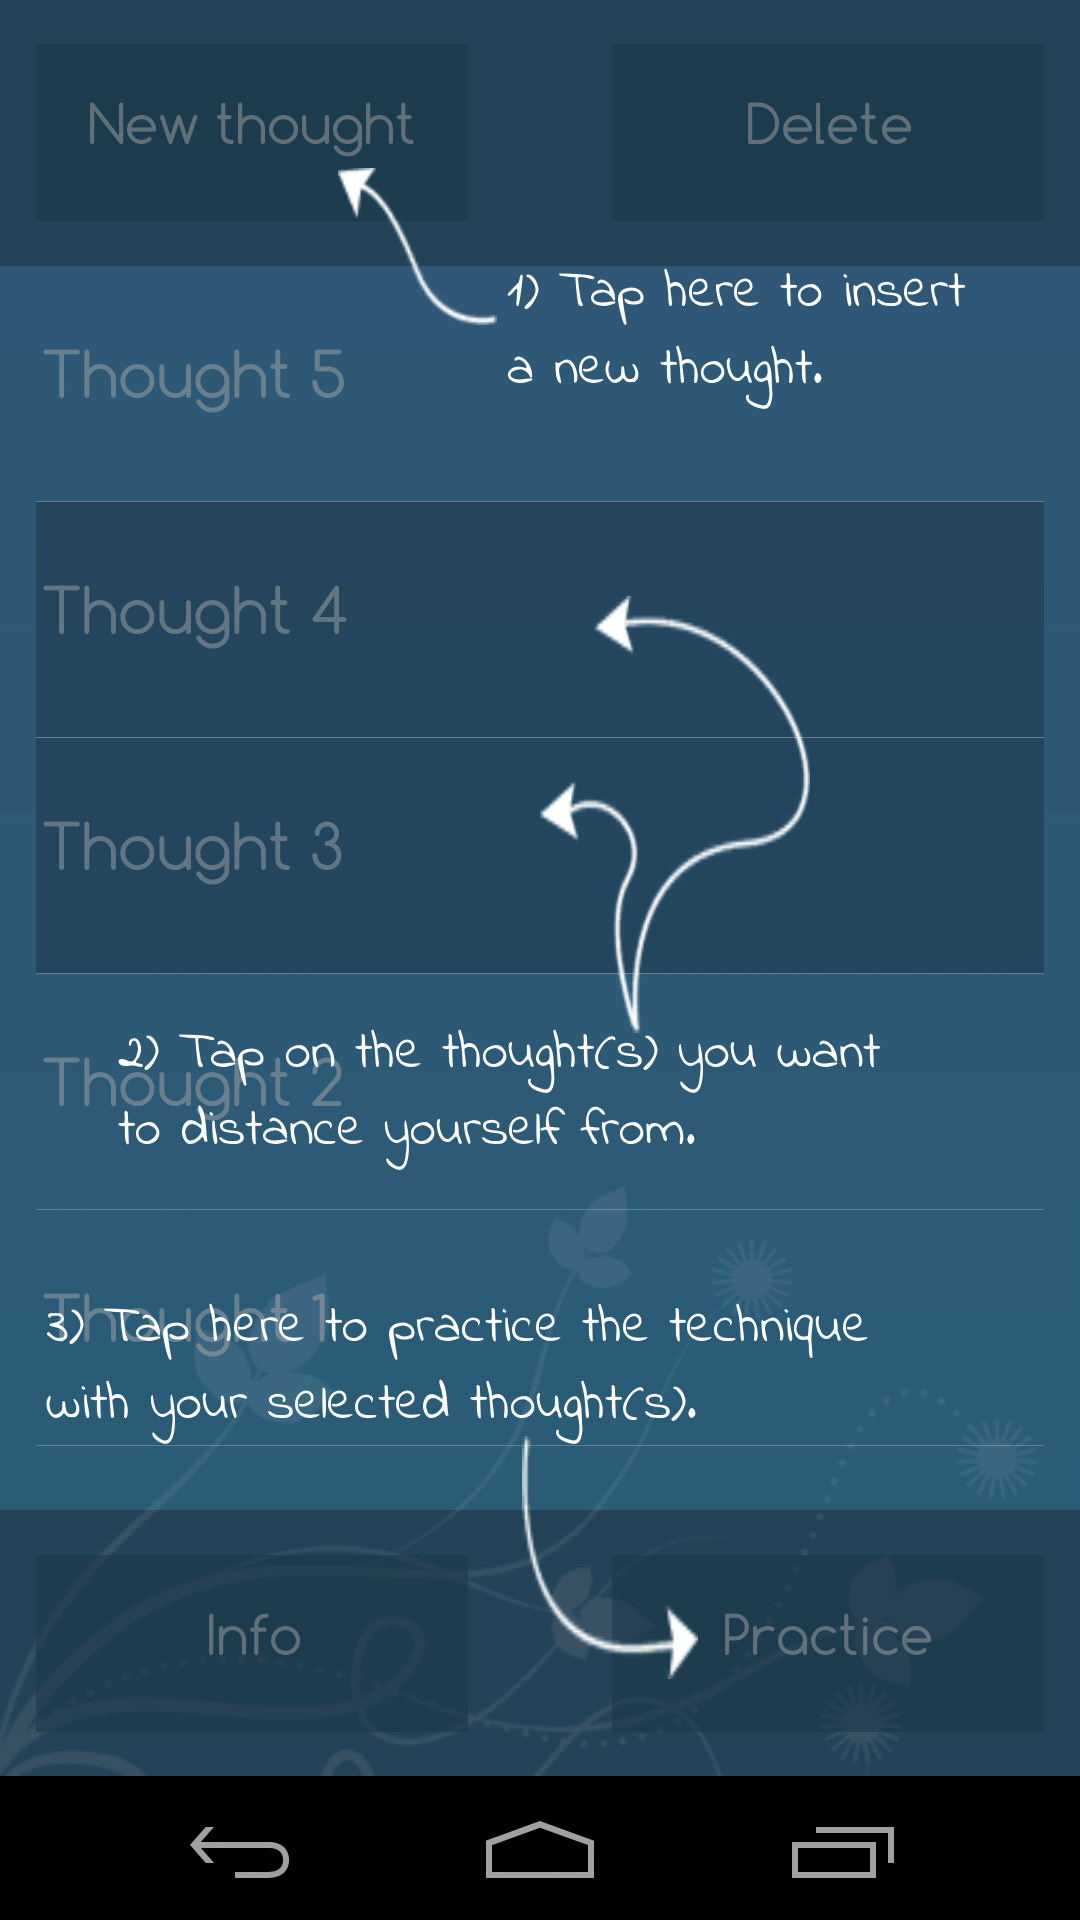 New thought
Delete
1) Tap here to insert
a new thought.
Thought 5
Thought 4
Thought 3
2) Tap on the thought(s) you want
Thought 2
to distance yourself from.
Thought 1
3) Tap here to practice the technique
with your selected thought(s).
Info
Practice